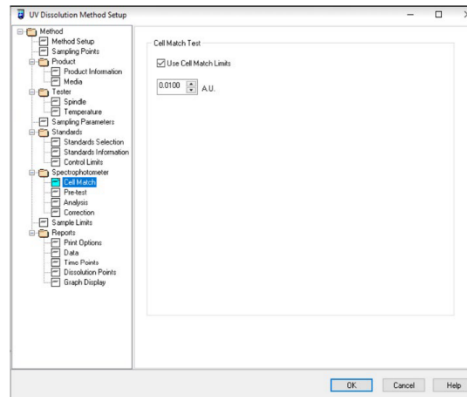 UV Dissolution Method Setup
Method
Method Setup
Sampling Points
Product
Product Information
Media
Tester
Spindle
Temperature
Sampling Parameters
Standards
Standards Selection
Standards Information
Control Limits
Spectrophotometer
Cell Match
Pre-test
Analysis
Correction
Sample Limits
Reports
Print Options
Data
Time Points
Dissolution Points
Graph Display
Cell Match Test
Use Cell Match Limits
0.0100 A.U.
OK Cancel Help